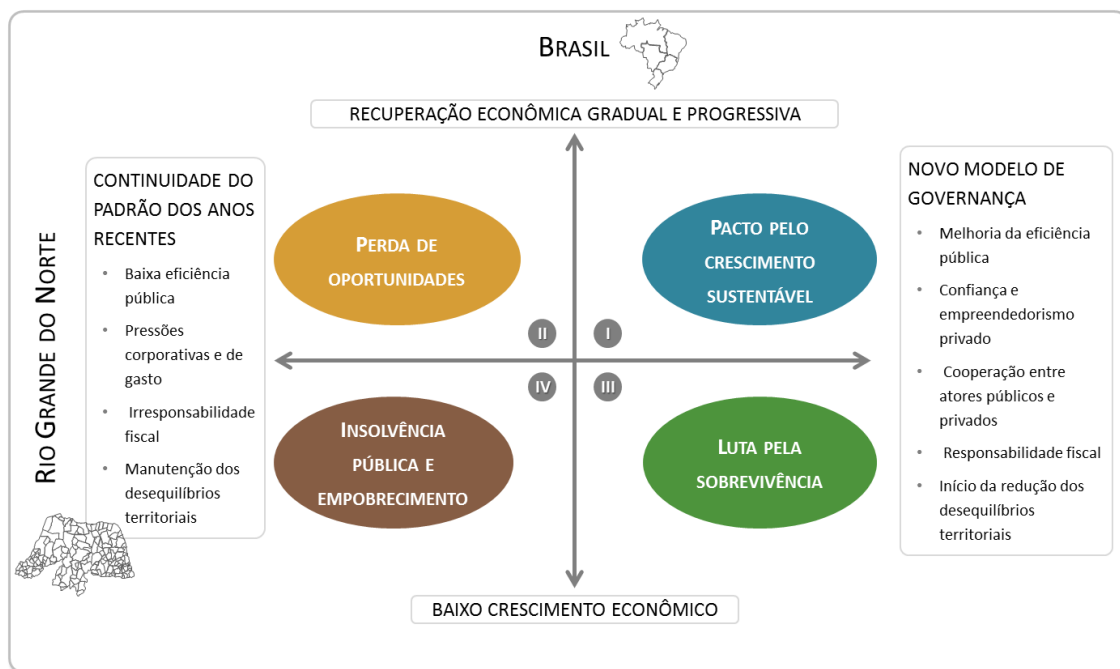 BRASIL
RECUPERAÇÃO ECONÔMICA GRADUAL E PROGRESSIVA
RIO GRANDE DO NORTE
CONTINUIDADE DO
PADRÃO DOS ANOS
RECENTES
• Baixa eficiência
pública
• Pressões
corporativas e de
gasto
• Irresponsabilidade
fiscal
• Manutenção dos
desequilíbrios
territoriais
PERDA DE
OPORTUNIDADES
PACTO PELO
CRESCIMENTO
SUSTENTÁVEL
II
I
IV
III
INSOLVÊNCIA
PÚBLICA E
EMPOBRECIMENTO
LUTA PELA
SOBREVIVÊNCIA
NOVO MODELO DE
GOVERNANÇA
• Melhoria da eficiência
pública
• Confiança e
empreendedorismo
privado
• Cooperação entre
atores públicos e
privados
• Responsabilidade fiscal
• Início da redução dos
desequilíbrios
territoriais
BAIXO CRESCIMENTO ECONÔMICO